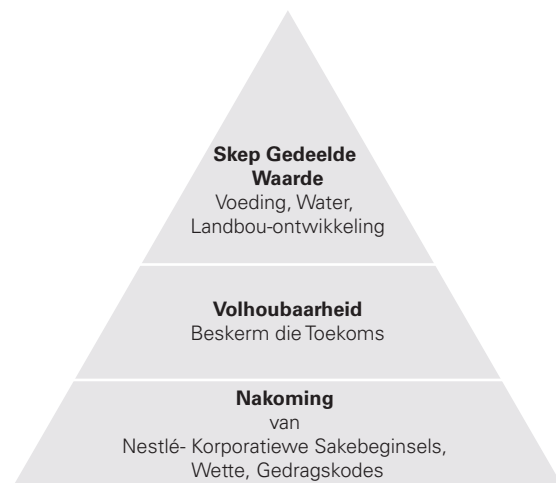 Skep Gedeelde
Waarde
Voeding, Water,
Landbou-ontwikkeling
Volhoubaarheid
Beskerm die Toekoms
Nakoming
van
Nestlé- Korporatiewe Sakebeginsels,
Wette, Gedragskodes